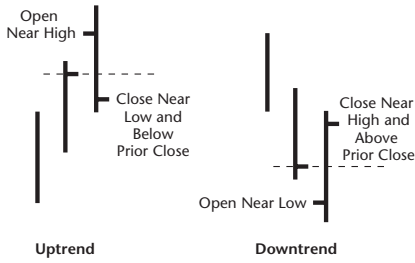 Open
Near High
Close Near
Low and
Below
Prior Close
Uptrend
Close Near
High and
Above
Prior Close
Open Near Low
Downtrend